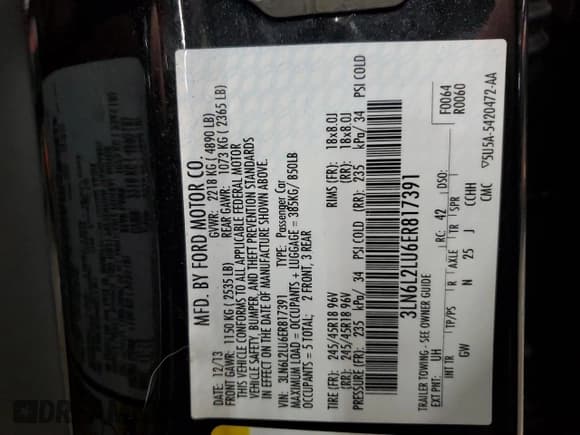 MFD. BY FORD MOTOR CO.
DATE: 12/13 GVWR: 2218 KG ( 4890 LB)
FRONT GAWR: 1150 KG ( 2535 LB) REAR GAWR: 1073 KG ( 2365 LB)
THIS VEHICLE CONFORMS TO ALL APPLICABLE FEDERAL MOTOR
VEHICLE SAFETY, BUMPER, AND THEFT PREVENTION STANDARDS
IN EFFECT ON THE DATE OF MANUFACTURE SHOWN ABOVE.
VIN: 3LN6L2LU6ER817391 TYPE: Passenger Car
MAXIMUM LOAD = OCCUPANTS + LUGGAGE = 385KG/ 850LB
OCCUPANTS = 5 TOTAL; 2 FRONT, 3 REAR
TIRE (FR): 245/45R18 96V RIMS (FR): 18x8.0J
(RR): 245/45R18 96V (RR): 18x8.0J
PRESSURE (FR): 235 kPa/ 34 PSI COLD (RR): 235 kPa/ 34 PSI COLD
3LN6L2LU6ER817391
TRAILER TOWING - SEE OWNER GUIDE F0064
EXT PNT: UH RC: 42 DSO: R0060
INT TR TP/PS R AXLE TR SPR
GW N 25 J CCHH
CMC ▽5U5A-5420472-AA